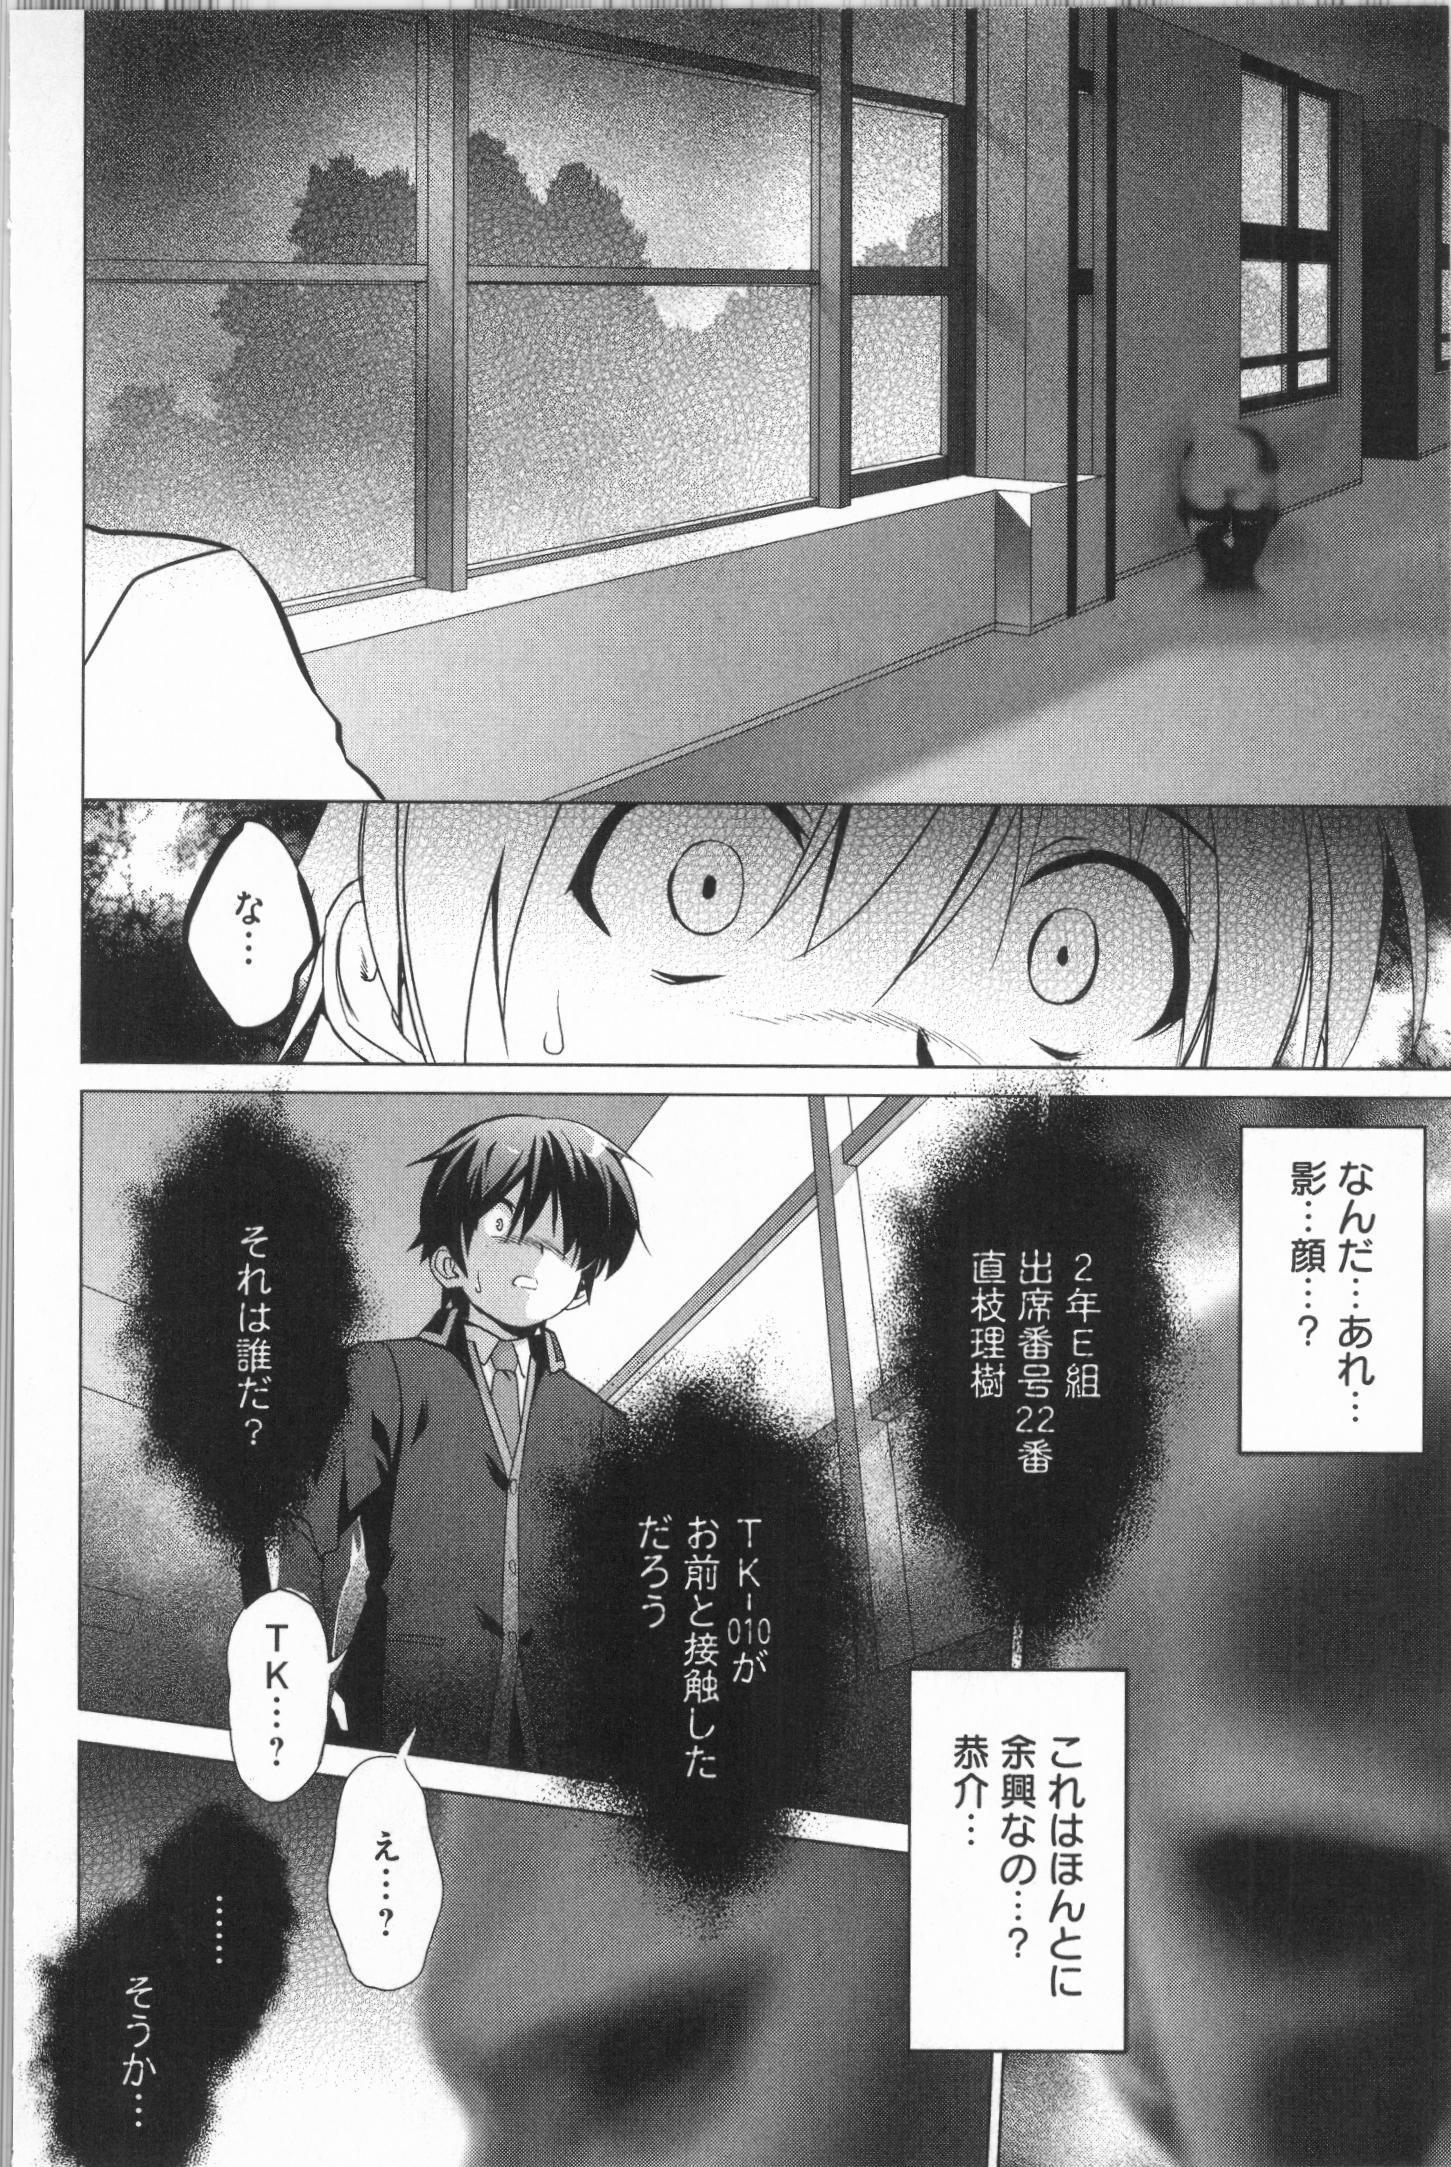 な…
なんだ…あれ…
影…顔…？
2年E組
出席番号22番
直枝理樹
TK-010が
お前と接触した
だろう
それは誰だ？
TK…？
これはほんとに
余興なの…？
恭介…
え…？
……
そうか…